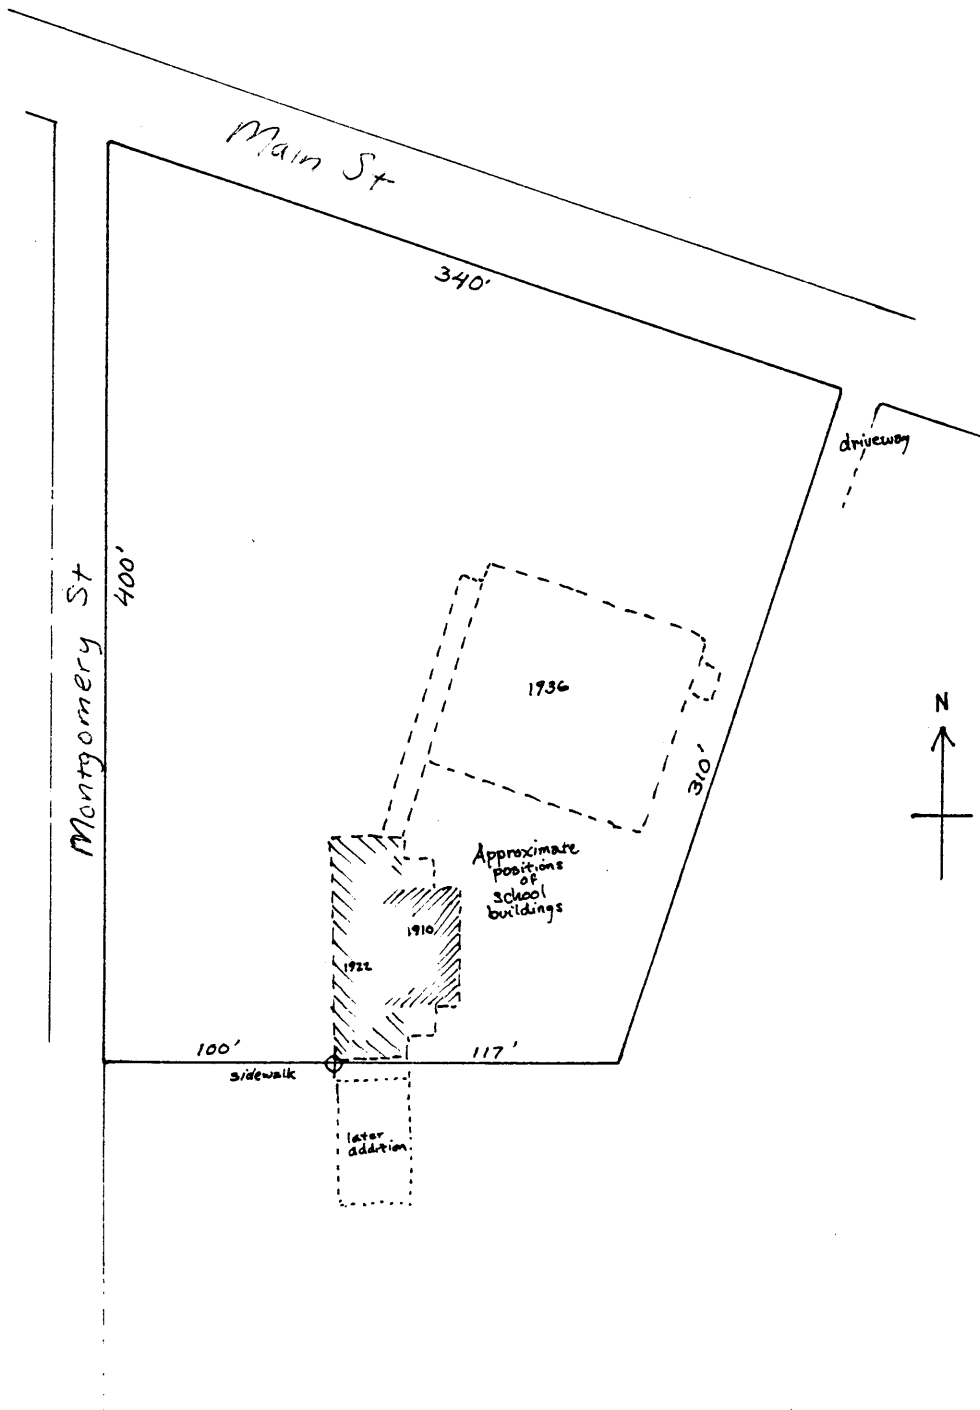 Main St
340'
driveway
Montgomery St
400'
1936
N
310'
Approximate
positions
of
school
buildings
1910
1922
100'
117'
sidewalk
later
addition